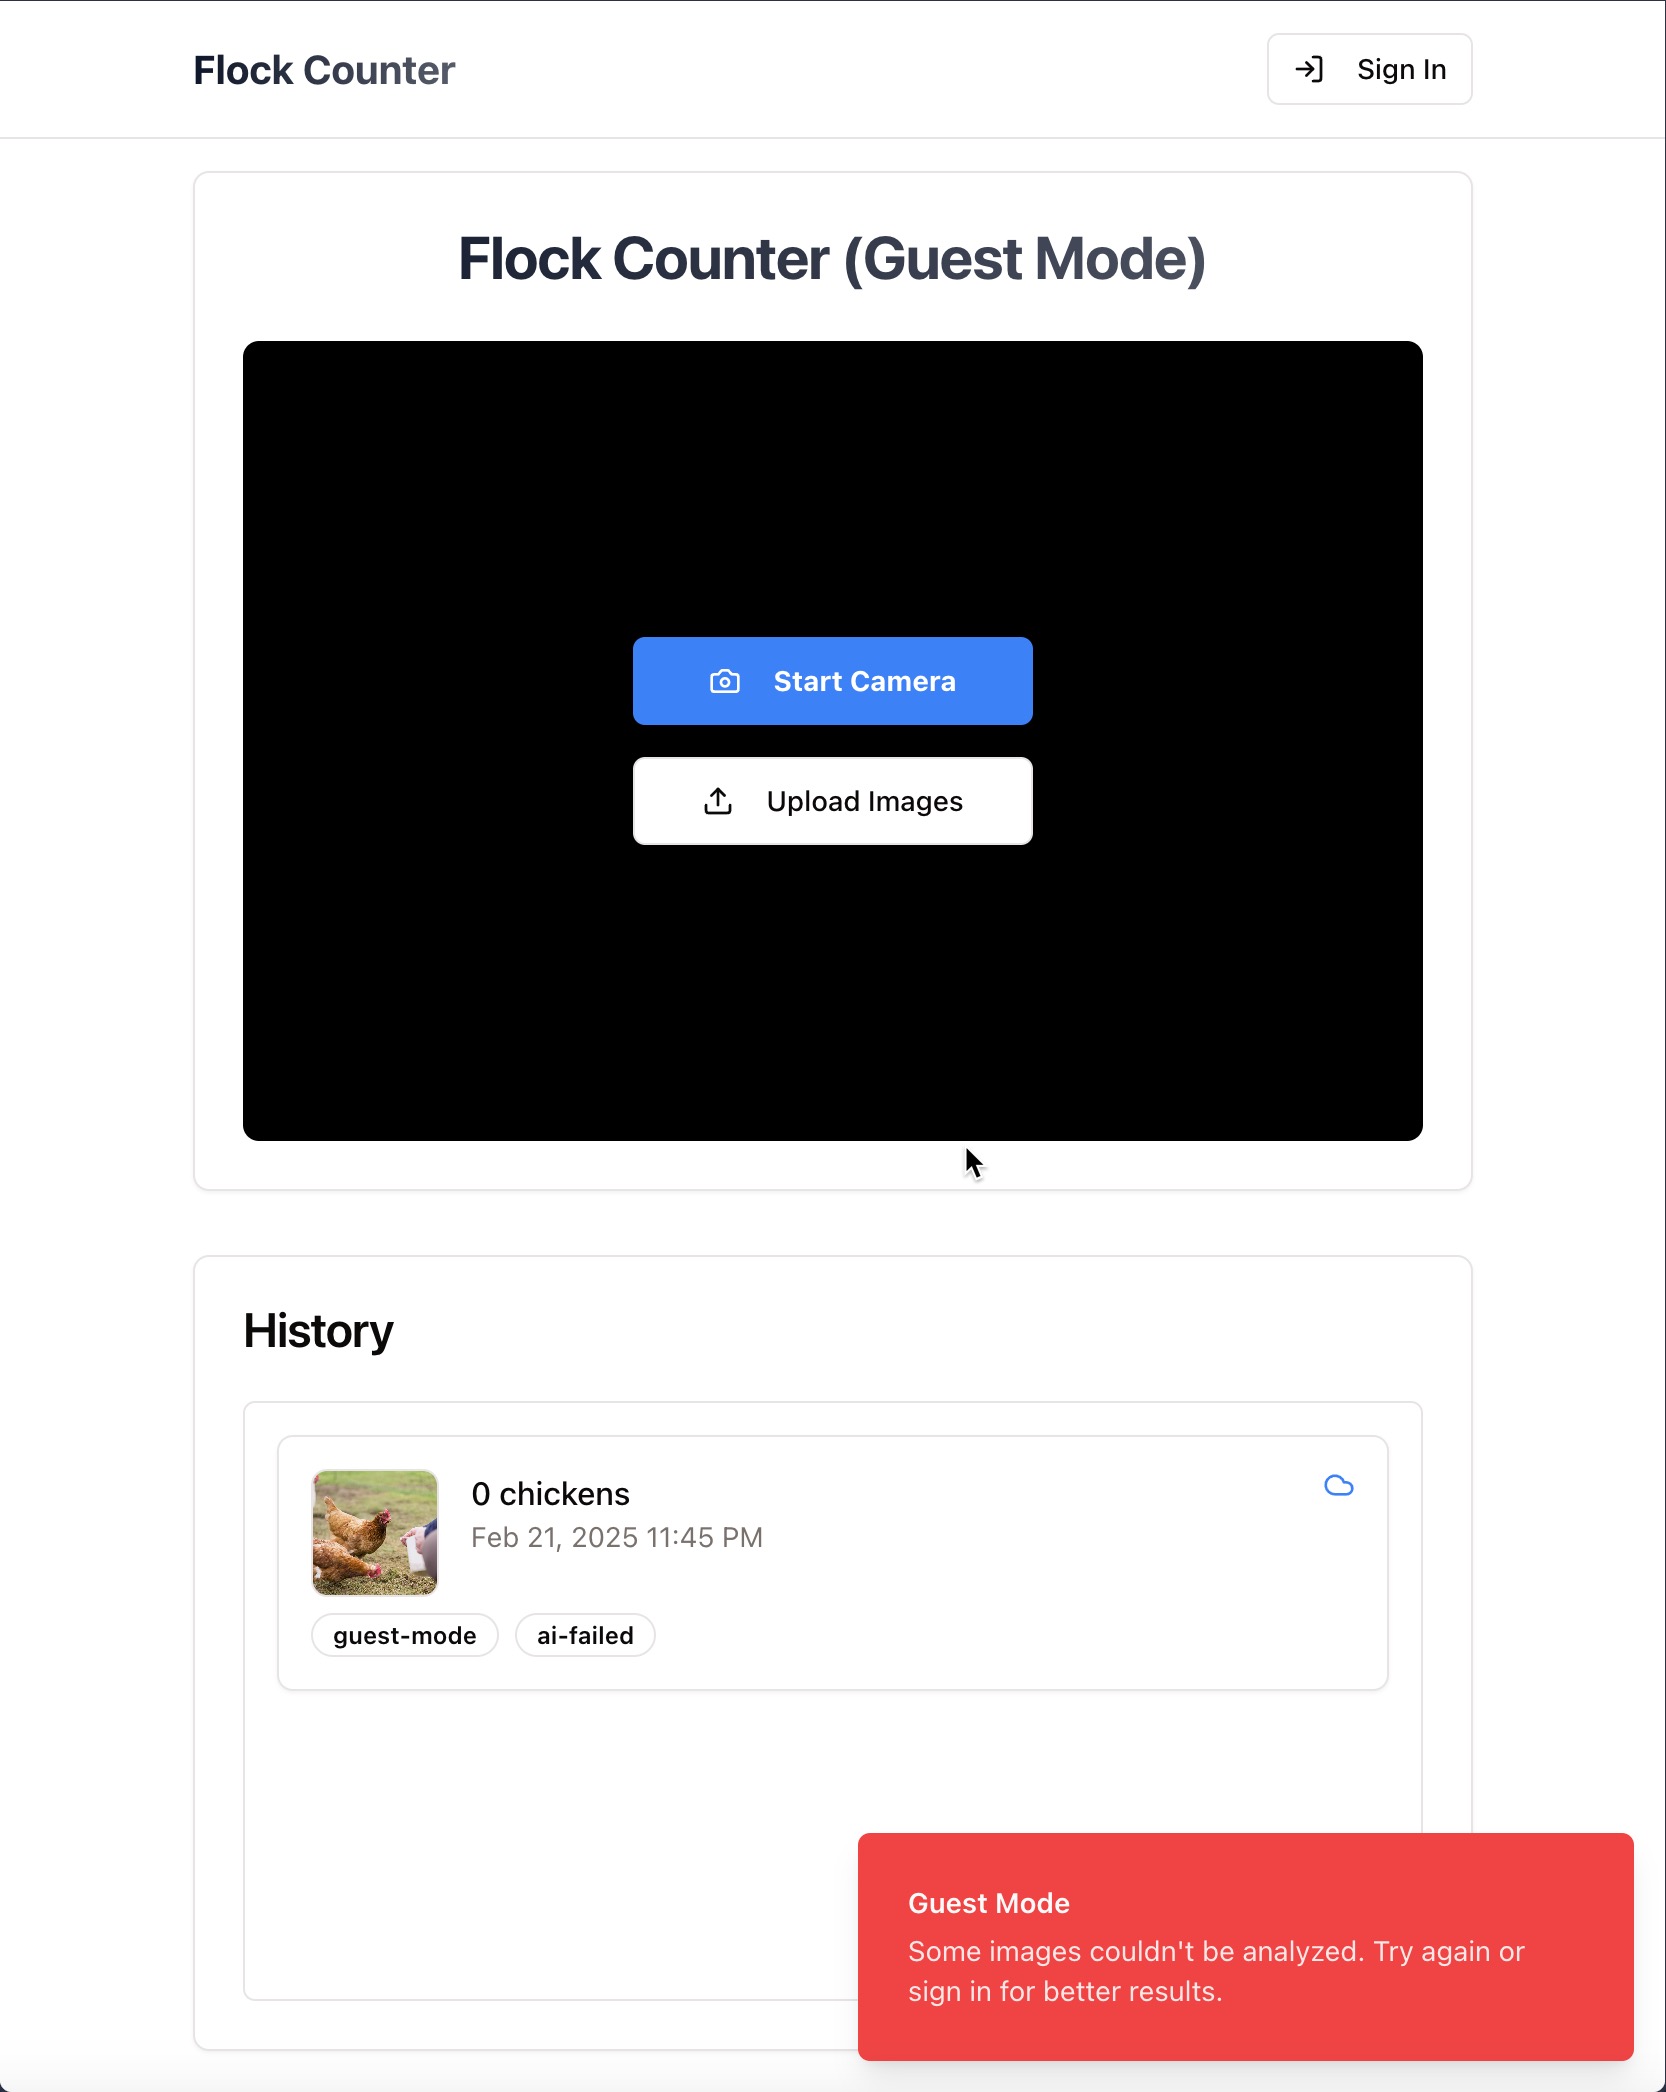 Flock Counter
Sign In
Flock Counter (Guest Mode)
Start Camera
Upload Images
History
0 chickens
Feb 21, 2025 11:45 PM
guest-mode
ai-failed
Guest Mode
Some images couldn't be analyzed. Try again or
sign in for better results.